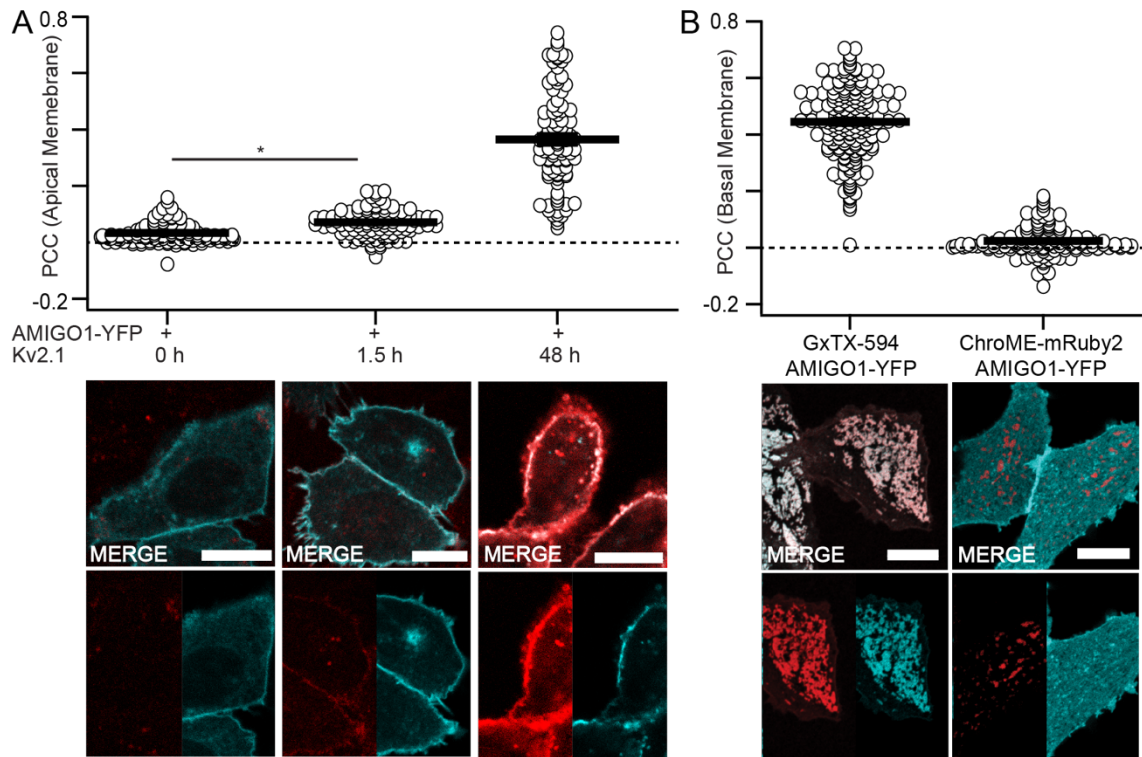 A
0.8
PCC (Apical Memebrane)
*
-0.2
AMIGO1-YFP + + +
Kv2.1 0 h 1.5 h 48 h
MERGE MERGE MERGE
B
0.8
PCC (Basal Membrane)
-0.2
GxTX-594 ChroME-mRuby2
AMIGO1-YFP AMIGO1-YFP
MERGE MERGE